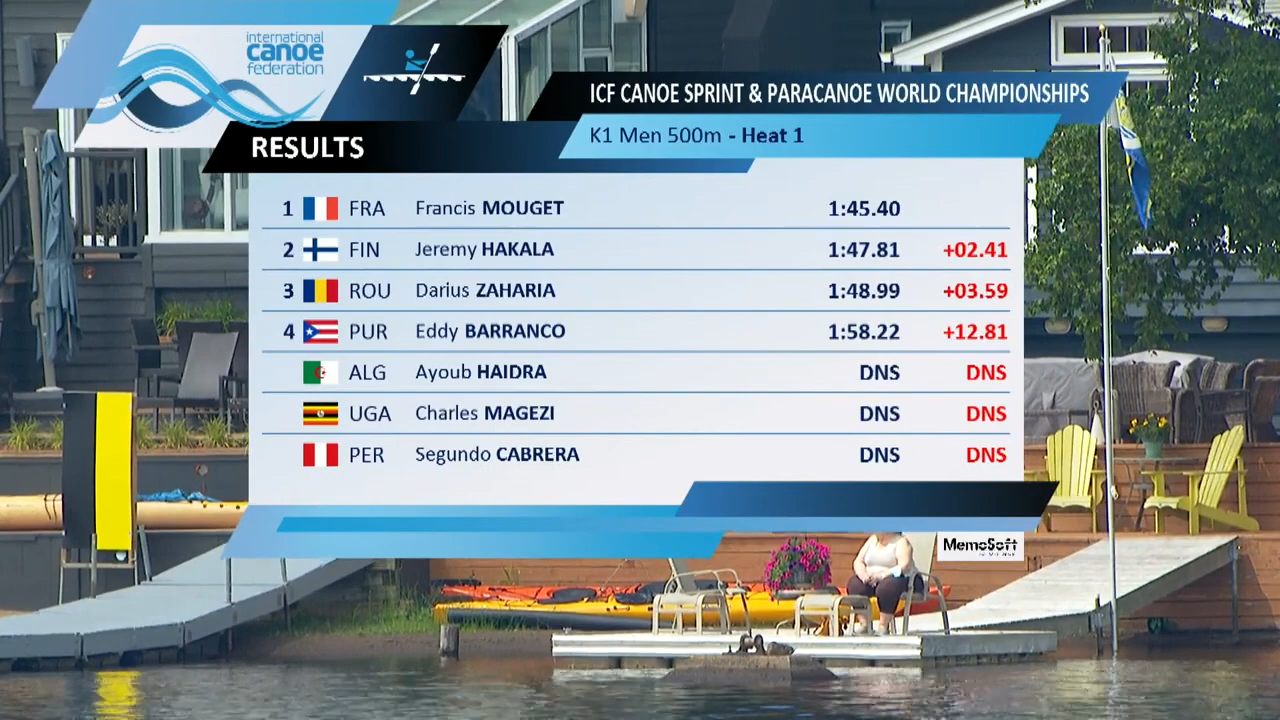 international
canoe
federation
ICF CANOE SPRINT & PARACANOE WORLD CHAMPIONSHIPS
K1 Men 500m - Heat 1
RESULTS
1 FRA Francis MOUGET 1:45.40
2 FIN Jeremy HAKALA 1:47.81 +02.41
3 ROU Darius ZAHARIA 1:48.99 +03.59
4 PUR Eddy BARRANCO 1:58.22 +12.81
ALG Ayoub HAIDRA DNS DNS
UGA Charles MAGEZI DNS DNS
PER Segundo CABRERA DNS DNS
MemoSoft